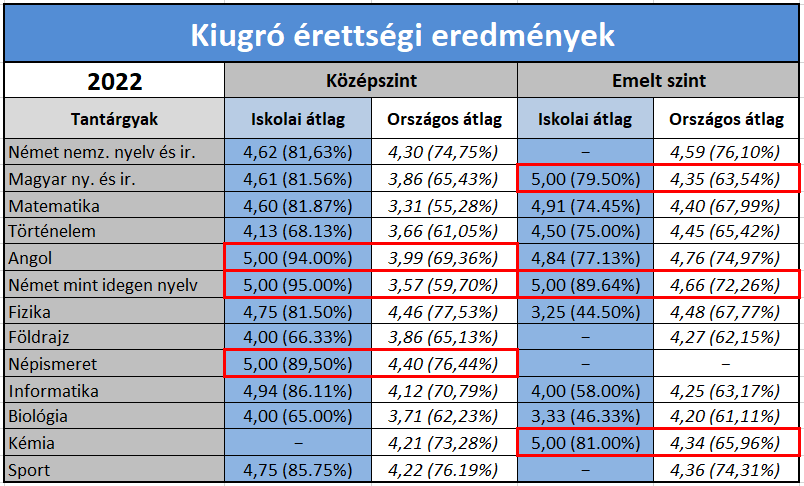 Kiugró érettségi eredmények
2022 Középszint Emelt szint
Tantárgyak Iskolai átlag Országos átlag Iskolai átlag Országos átlag
Német nemz. nyelv és ir. 4,62 (81,63%) 4,30 (74,75%) – 4,59 (76,10%)
Magyar ny. és ir. 4,61 (81.56%) 3,86 (65,43%) 5,00 (79.50%) 4,35 (63,54%)
Matematika 4,60 (81.87%) 3,31 (55,28%) 4,91 (74.45%) 4,40 (67,99%)
Történelem 4,13 (68.13%) 3,66 (61,05%) 4,50 (75.00%) 4,45 (65,42%)
Angol 5,00 (94.00%) 3,99 (69,36%) 4,84 (77.13%) 4,76 (74,97%)
Német mint idegen nyelv 5,00 (95.00%) 3,57 (59,70%) 5,00 (89.64%) 4,66 (72,26%)
Fizika 4,75 (81.50%) 4,46 (77,53%) 3,25 (44.50%) 4,48 (67,77%)
Földrajz 4,00 (66.33%) 3,86 (65,13%) – 4,27 (62,15%)
Népismeret 5,00 (89,50%) 4,40 (76,44%) – –
Informatika 4,94 (86.11%) 4,12 (70,79%) 4,00 (58.00%) 4,25 (63,17%)
Biológia 4,00 (65.00%) 3,71 (62,23%) 3,33 (46.33%) 4,20 (61,11%)
Kémia – 4,21 (73,28%) 5,00 (81.00%) 4,34 (65,96%)
Sport 4,75 (85.75%) 4,22 (76.19%) – 4,36 (74,31%)